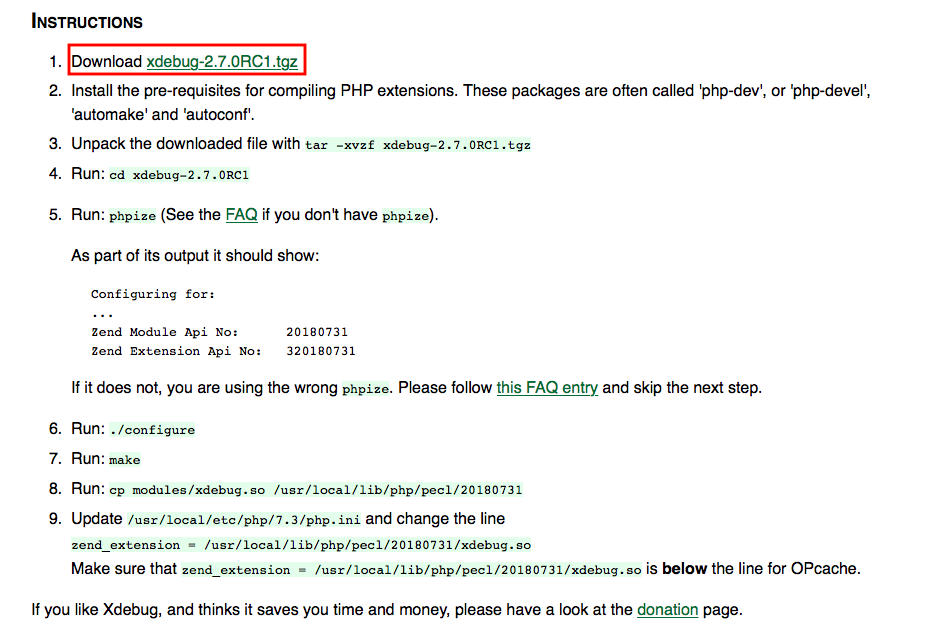 INSTRUCTIONS
1. Download xdebug-2.7.0RC1.tgz
2. Install the pre-requisites for compiling PHP extensions. These packages are often called 'php-dev', or 'php-devel',
'automake' and 'autoconf'.
3. Unpack the downloaded file with tar -xvzf xdebug-2.7.0RC1.tgz
4. Run: cd xdebug-2.7.0RC1
5. Run: phpize (See the FAQ if you don't have phpize).
As part of its output it should show:
Configuring for:
...
Zend Module Api No:      20180731
Zend Extension Api No:   320180731
If it does not, you are using the wrong phpize. Please follow this FAQ entry and skip the next step.
6. Run: ./configure
7. Run: make
8. Run: cp modules/xdebug.so /usr/local/lib/php/pecl/20180731
9. Update /usr/local/etc/php/7.3/php.ini and change the line
zend_extension = /usr/local/lib/php/pecl/20180731/xdebug.so
Make sure that zend_extension = /usr/local/lib/php/pecl/20180731/xdebug.so is below the line for OPcache.
If you like Xdebug, and thinks it saves you time and money, please have a look at the donation page.